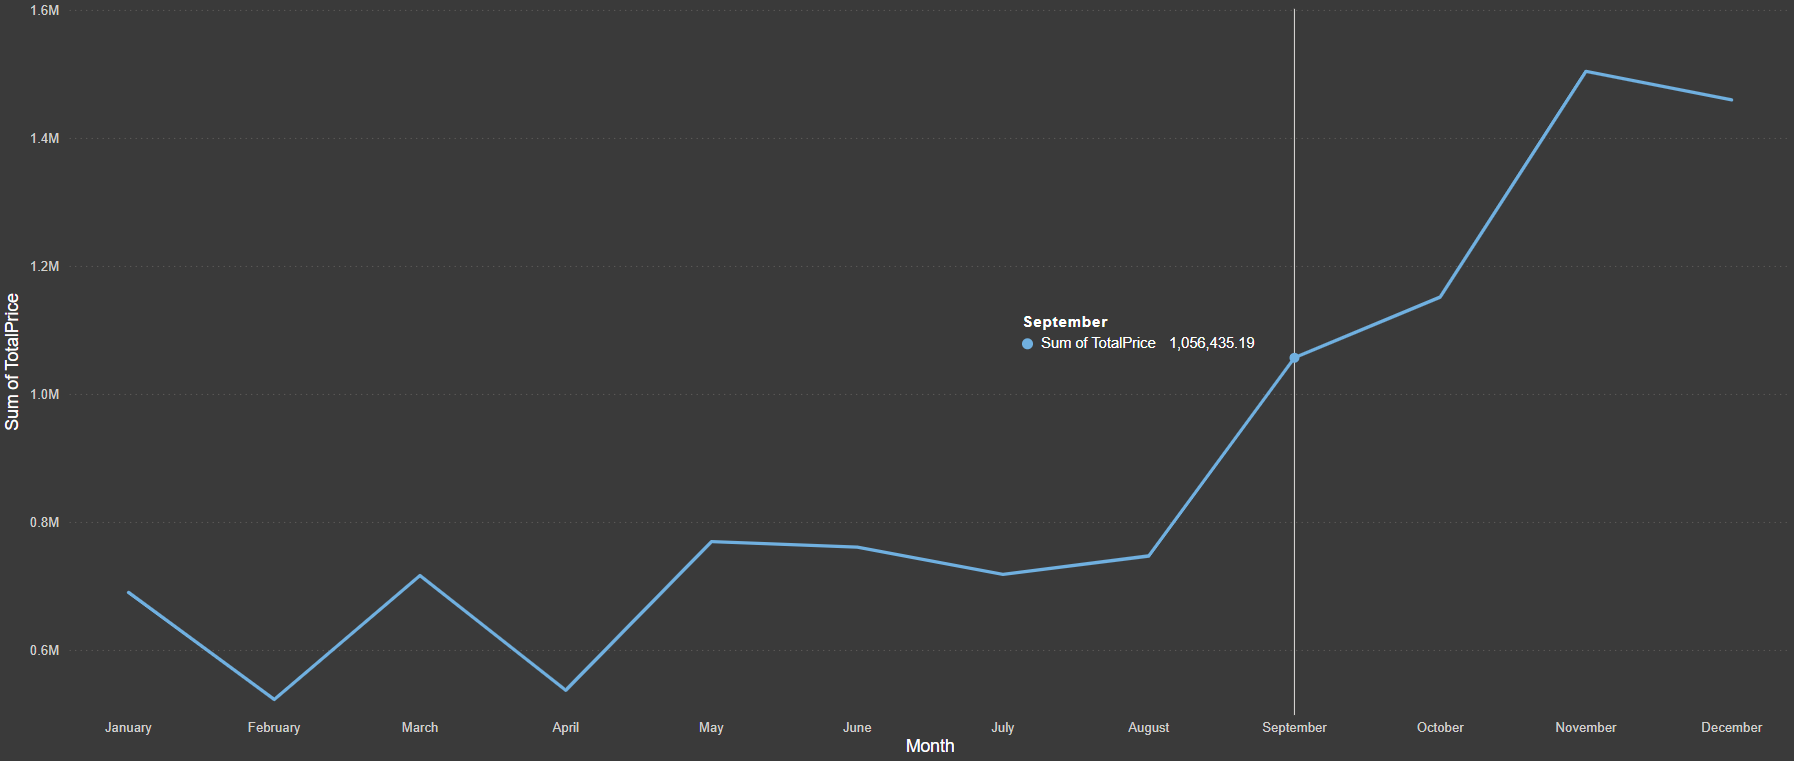 1.6M
1.4M
1.2M
1.0M
0.8M
0.6M
Sum of TotalPrice
September
Sum of TotalPrice 1,056,435.19
January February March April May June July August September October November December
Month